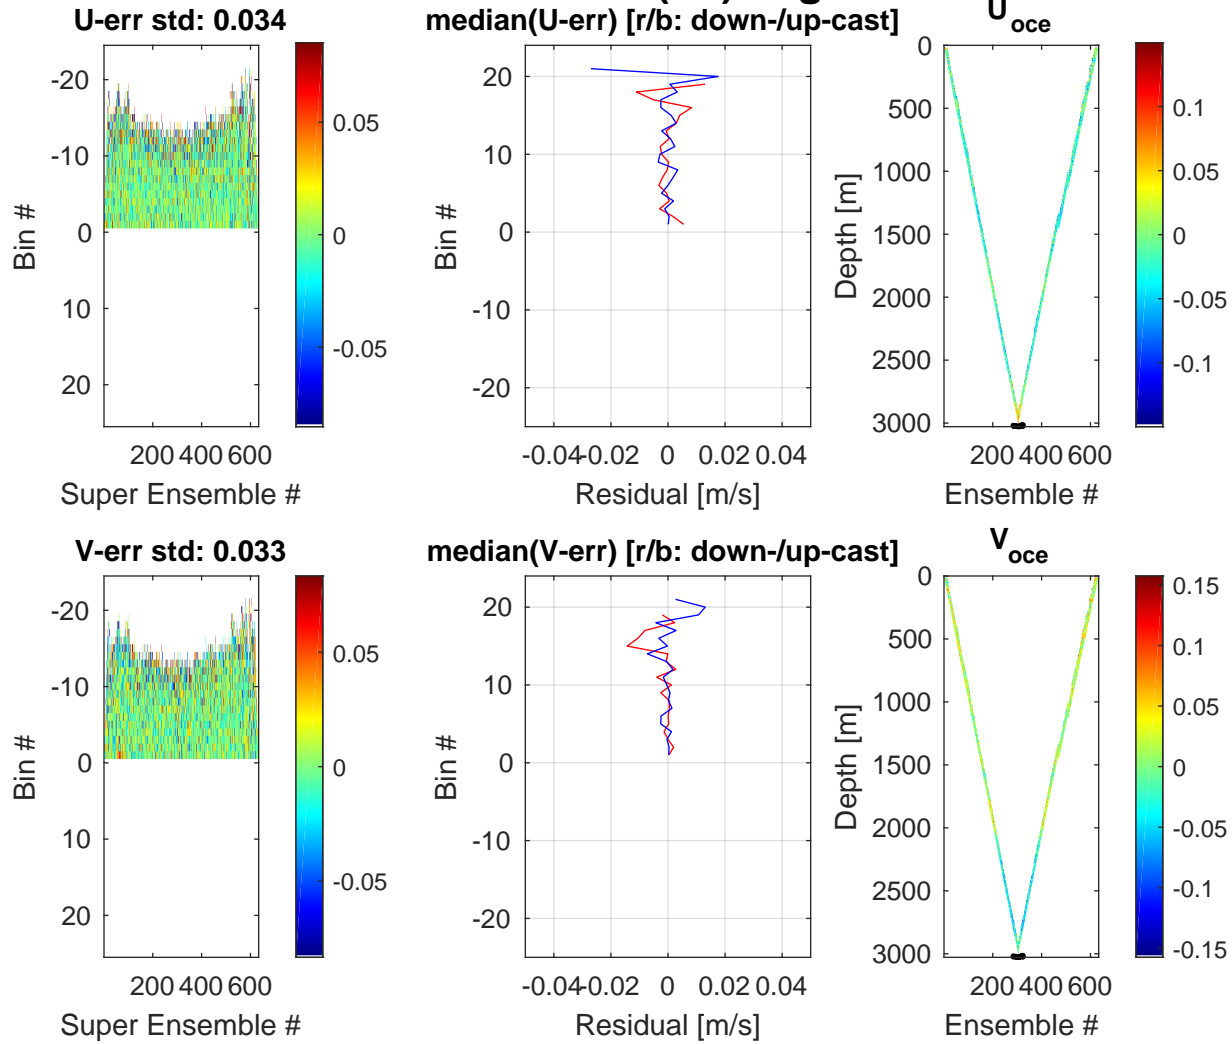 U-err std: 0.034
median(U-err) [r/b: down-/up-cast]
U
oce
-20
-10
0
10
20
Bin #
200 400 600
Super Ensemble #
0.05
0
-0.05
20
10
0
-10
-20
Bin #
-0.04 -0.02 0 0.02 0.04
Residual [m/s]
0
500
1000
1500
2000
2500
3000
Depth [m]
200 400 600
Ensemble #
0.1
0.05
0
-0.05
-0.1
V-err std: 0.033
median(V-err) [r/b: down-/up-cast]
V
oce
-20
-10
0
10
20
Bin #
200 400 600
Super Ensemble #
0.05
0
-0.05
20
10
0
-10
-20
Bin #
-0.04 -0.02 0 0.02 0.04
Residual [m/s]
0
500
1000
1500
2000
2500
3000
Depth [m]
200 400 600
Ensemble #
0.15
0.1
0.05
0
-0.05
-0.1
-0.15